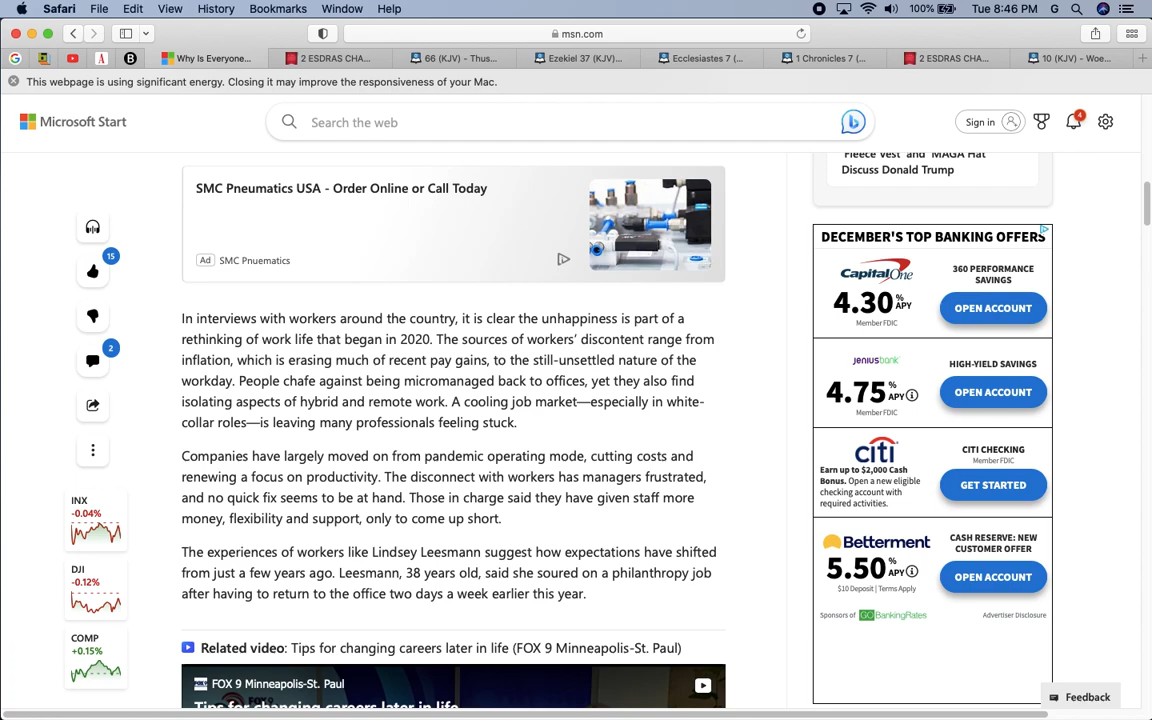 Safari File Edit View History Bookmarks Window Help 100% Tue 8:46 PM G
msn.com
Why Is Everyone... 2 ESDRAS CHA... 66 (KJV) - Thus... Ezekiel 37 (KJV)... Ecclesiastes 7 (... 1 Chronicles 7 (... 2 ESDRAS CHA... 10 (KJV) - Woe...
This webpage is using significant energy. Closing it may improve the responsiveness of your Mac.
Microsoft Start
Search the web
Sign in
4
SMC Pneumatics USA - Order Online or Call Today
Ad SMC Pnuematics
15
2
INX
-0.04%
DJI
-0.12%
COMP
+0.15%
In interviews with workers around the country, it is clear the unhappiness is part of a
rethinking of work life that began in 2020. The sources of workers’ discontent range from
inflation, which is erasing much of recent pay gains, to the still-unsettled nature of the
workday. People chafe against being micromanaged back to offices, yet they also find
isolating aspects of hybrid and remote work. A cooling job market—especially in white-
collar roles—is leaving many professionals feeling stuck.
Companies have largely moved on from pandemic operating mode, cutting costs and
renewing a focus on productivity. The disconnect with workers has managers frustrated,
and no quick fix seems to be at hand. Those in charge said they have given staff more
money, flexibility and support, only to come up short.
The experiences of workers like Lindsey Leesmann suggest how expectations have shifted
from just a few years ago. Leesmann, 38 years old, said she soured on a philanthropy job
after having to return to the office two days a week earlier this year.
Related video: Tips for changing careers later in life (FOX 9 Minneapolis-St. Paul)
FOX 9 Minneapolis-St. Paul
Tips for changing careers later in life
'Fleece Vest' and 'MAGA Hat'
Discuss Donald Trump
DECEMBER'S TOP BANKING OFFERS
Capital One
4.30 % APY
Member FDIC
360 PERFORMANCE
SAVINGS
OPEN ACCOUNT
JENIUSBANK
4.75 % APY
Member FDIC
HIGH-YIELD SAVINGS
OPEN ACCOUNT
citi
Earn up to $2,000 Cash
Bonus. Open a new eligible
checking account with
required activities.
CITI CHECKING
Member FDIC
GET STARTED
Betterment
5.50 % APY
$10 Deposit | Terms Apply
CASH RESERVE: NEW
CUSTOMER OFFER
OPEN ACCOUNT
Sponsors of GOBankingRates Advertiser Disclosure
Feedback